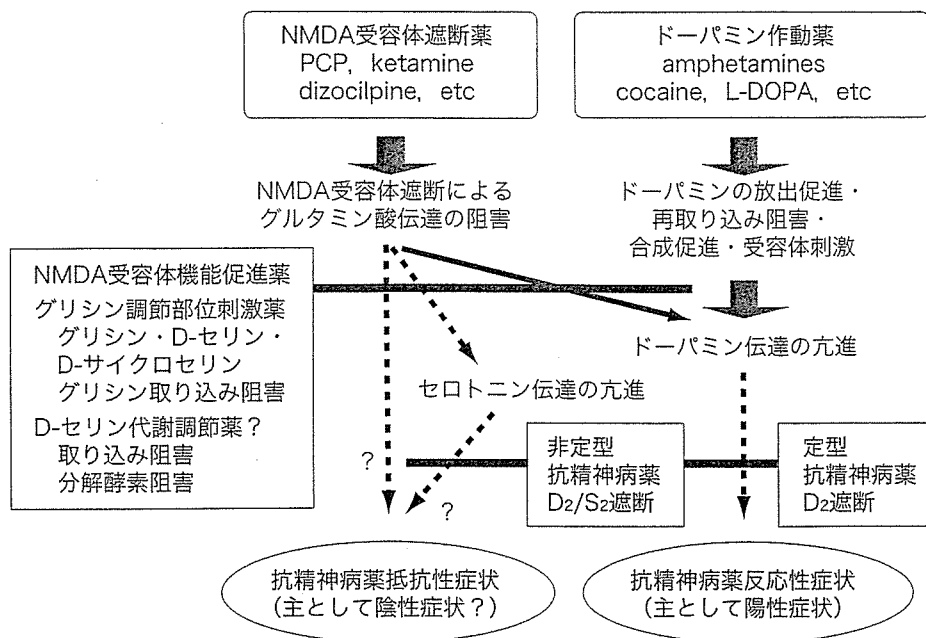 NMDA受容体遮断薬
PCP, ketamine
dizocilpine, etc
ドーパミン作動薬
amphetamines
cocaine, L-DOPA, etc
NMDA受容体遮断による
グルタミン酸伝達の阻害
ドーパミンの放出促進・
再取り込み阻害・
合成促進・受容体刺激
NMDA受容体機能促進薬
グリシン調節部位刺激薬
グリシン・D-セリン・
D-サイクロセリン
グリシン取り込み阻害
D-セリン代謝調節薬？
取り込み阻害
分解酵素阻害
ドーパミン伝達の亢進
セロトニン伝達の亢進
？
？
非定型
抗精神病薬
D2/S2遮断
定型
抗精神病薬
D2遮断
抗精神病薬抵抗性症状
（主として陰性症状？）
抗精神病薬反応性症状
（主として陽性症状）